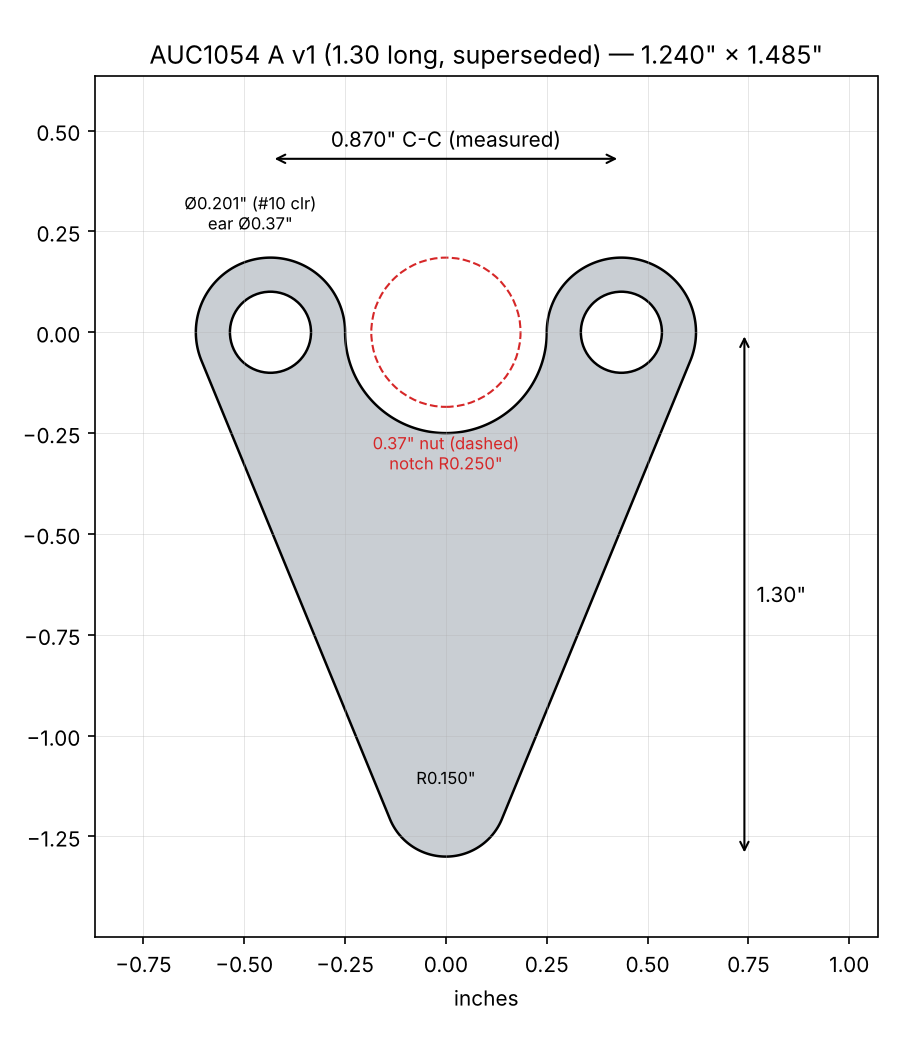 AUC1054 A v1 (1.30 long, superseded) — 1.240" × 1.485"
0.50
0.870" C-C (measured)
Ø0.201" (#10 clr)
ear Ø0.37"
0.25
0.00
−0.25
0.37" nut (dashed)
notch R0.250"
−0.50
1.30"
−0.75
−1.00
R0.150"
−1.25
−0.75 −0.50 −0.25 0.00 0.25 0.50 0.75 1.00
inches